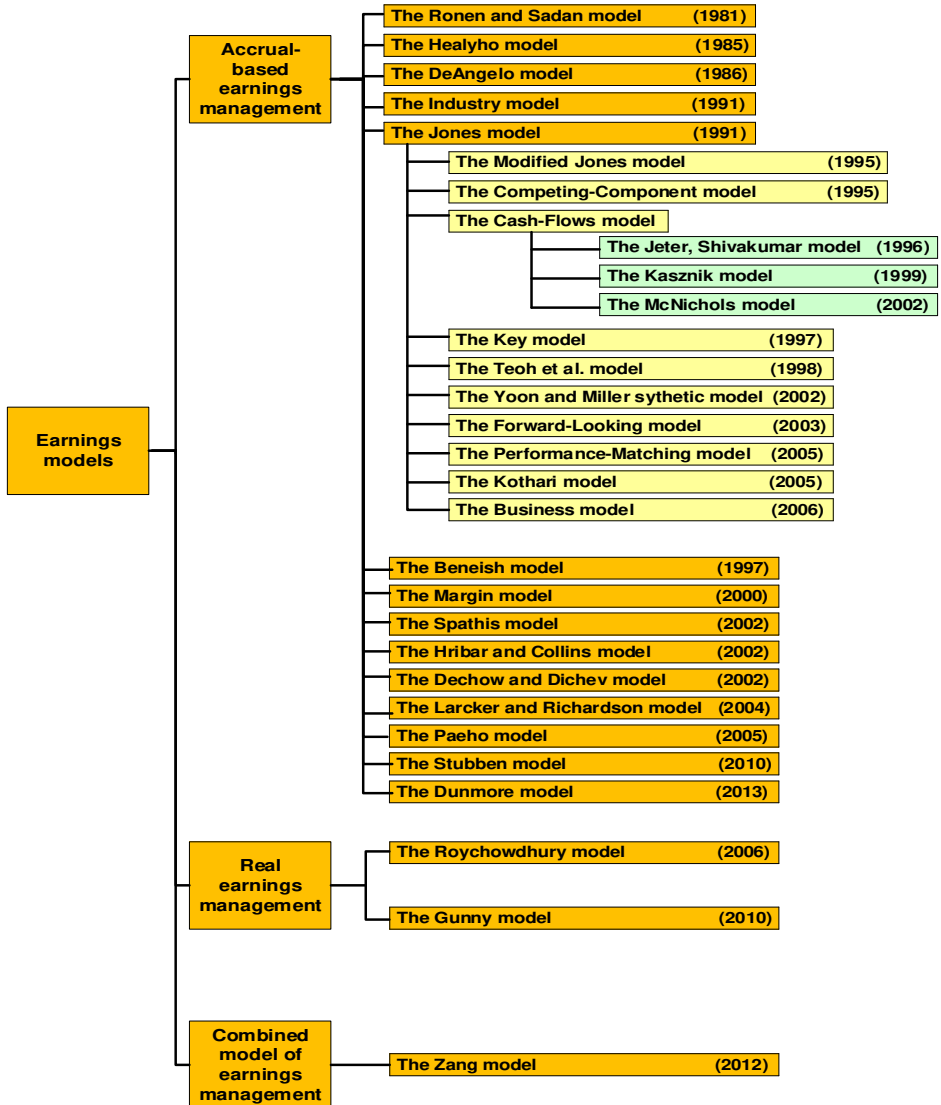 Earnings
models
Accrual-
based
earnings
management
The Ronen and Sadan model (1981)
The Healyho model (1985)
The DeAngelo model (1986)
The Industry model (1991)
The Jones model (1991)
The Modified Jones model (1995)
The Competing-Component model (1995)
The Cash-Flows model
The Jeter, Shivakumar model (1996)
The Kasznik model (1999)
The McNichols model (2002)
The Key model (1997)
The Teoh et al. model (1998)
The Yoon and Miller sythetic model (2002)
The Forward-Looking model (2003)
The Performance-Matching model (2005)
The Kothari model (2005)
The Business model (2006)
The Beneish model (1997)
The Margin model (2000)
The Spathis model (2002)
The Hribar and Collins model (2002)
The Dechow and Dichev model (2002)
The Larcker and Richardson model (2004)
The Paeho model (2005)
The Stubben model (2010)
The Dunmore model (2013)
Real
earnings
management
The Roychowdhury model (2006)
The Gunny model (2010)
Combined
model of
earnings
management
The Zang model (2012)